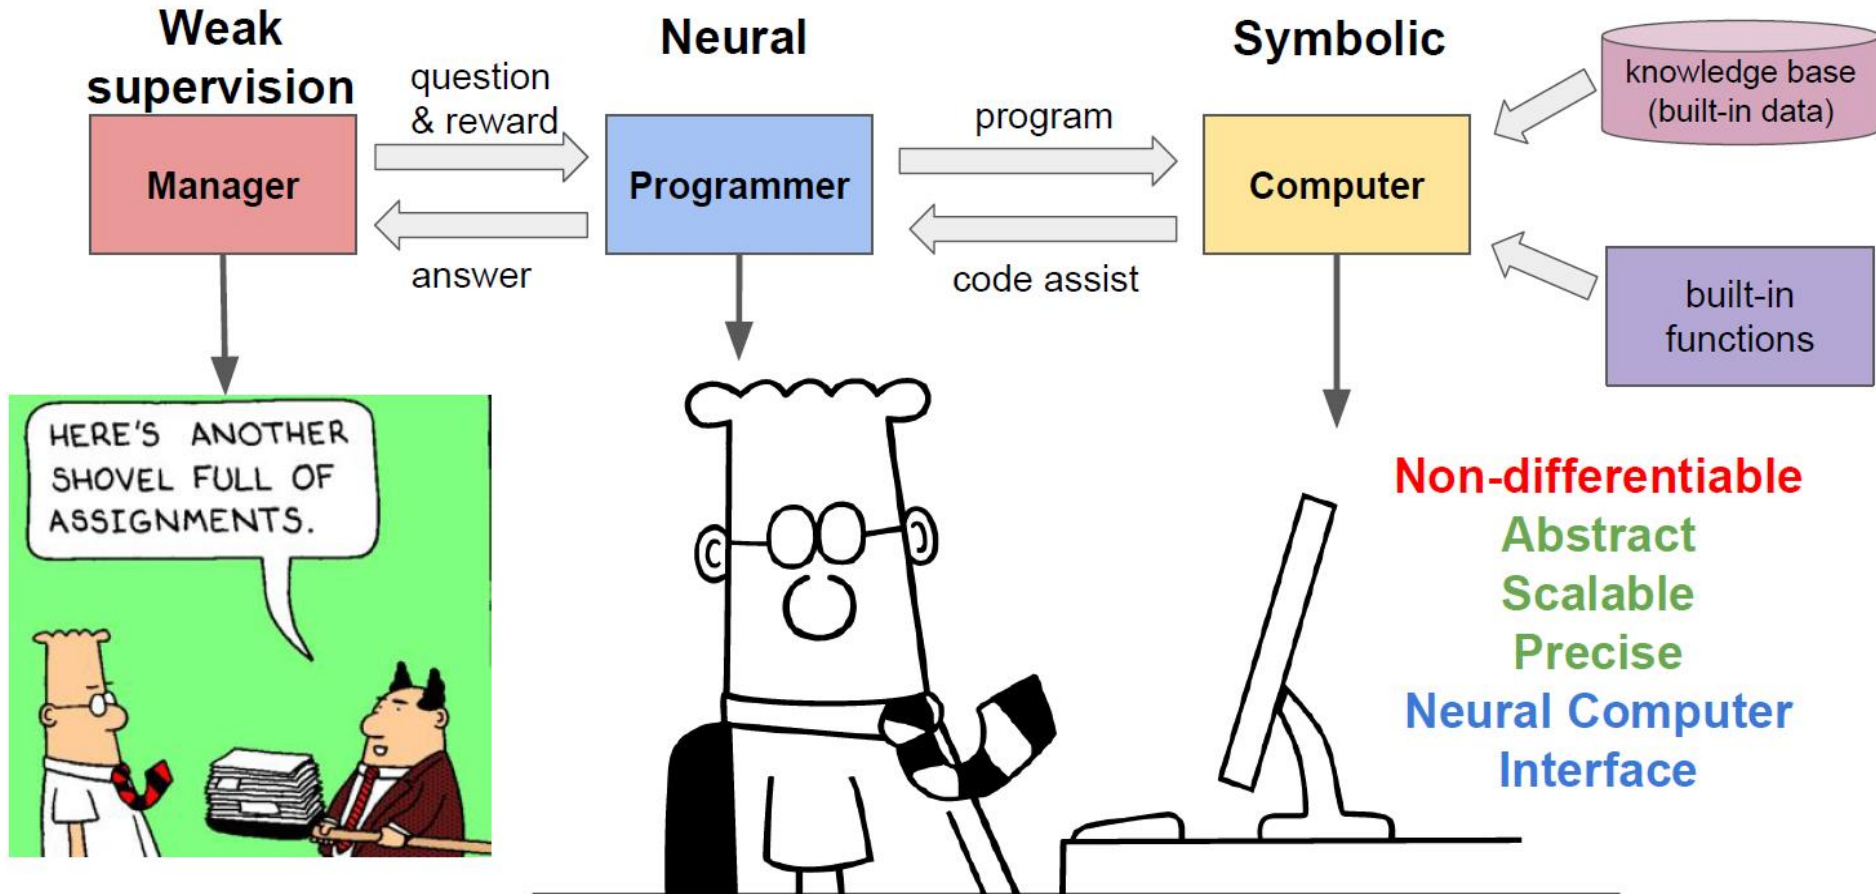 Weak
supervision
Neural
Symbolic
question
& reward
program
knowledge base
(built-in data)
Manager
Programmer
Computer
answer
code assist
built-in
functions
HERE'S ANOTHER
SHOVEL FULL OF
ASSIGNMENTS.
Non-differentiable
Abstract
Scalable
Precise
Neural Computer
Interface